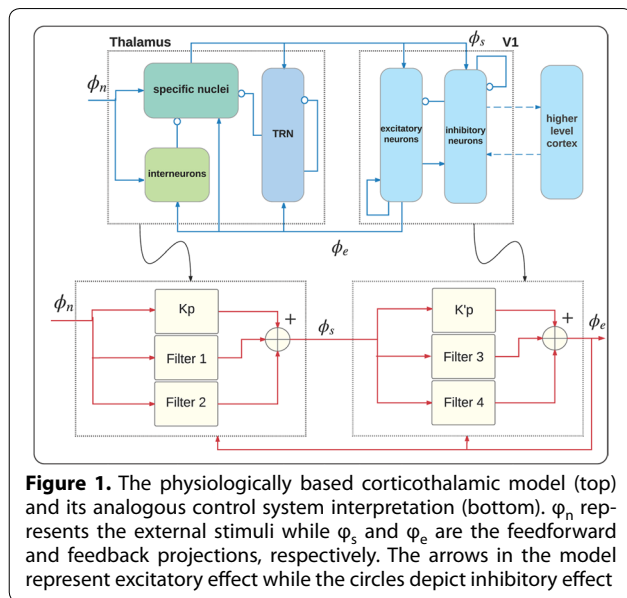 Thalamus
ϕs
V1
ϕn
specific nuclei
TRN
interneurons
excitatory
neurons
inhibitory
neurons
higher
level
cortex
ϕe
ϕn
Kp
+
Filter 1
Filter 2
ϕs
K'p
+
ϕe
Filter 3
Filter 4
Figure 1. The physiologically based corticothalamic model (top)
and its analogous control system interpretation (bottom). φn rep-
resents the external stimuli while φs and φe are the feedforward
and feedback projections, respectively. The arrows in the model
represent excitatory effect while the circles depict inhibitory effect